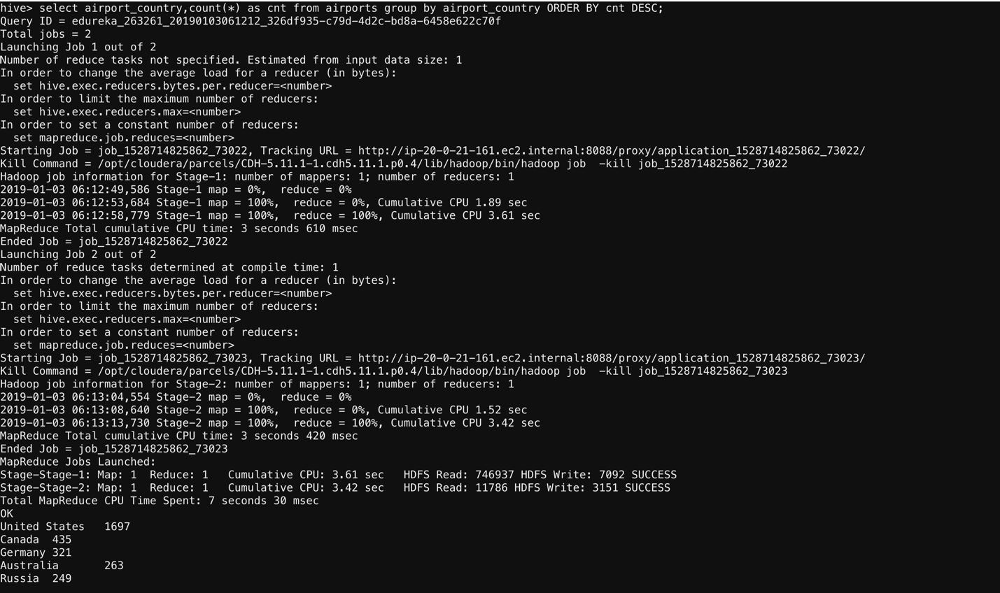 hive> select airport_country,count(*) as cnt from airports group by airport_country ORDER BY cnt DESC;
Query ID = edureka_263261_20190103061212_326df935-c79d-4d2c-bd8a-6458e622c70f
Total jobs = 2
Launching Job 1 out of 2
Number of reduce tasks not specified. Estimated from input data size: 1
In order to change the average load for a reducer (in bytes):
  set hive.exec.reducers.bytes.per.reducer=<number>
In order to limit the maximum number of reducers:
  set hive.exec.reducers.max=<number>
In order to set a constant number of reducers:
  set mapreduce.job.reduces=<number>
Starting Job = job_1528714825862_73022, Tracking URL = http://ip-20-0-21-161.ec2.internal:8088/proxy/application_1528714825862_73022/
Kill Command = /opt/cloudera/parcels/CDH-5.11.1-1.cdh5.11.1.p0.4/lib/hadoop/bin/hadoop job  -kill job_1528714825862_73022
Hadoop job information for Stage-1: number of mappers: 1; number of reducers: 1
2019-01-03 06:12:49,586 Stage-1 map = 0%,  reduce = 0%
2019-01-03 06:12:53,684 Stage-1 map = 100%,  reduce = 0%, Cumulative CPU 1.89 sec
2019-01-03 06:12:58,779 Stage-1 map = 100%,  reduce = 100%, Cumulative CPU 3.61 sec
MapReduce Total cumulative CPU time: 3 seconds 610 msec
Ended Job = job_1528714825862_73022
Launching Job 2 out of 2
Number of reduce tasks determined at compile time: 1
In order to change the average load for a reducer (in bytes):
  set hive.exec.reducers.bytes.per.reducer=<number>
In order to limit the maximum number of reducers:
  set hive.exec.reducers.max=<number>
In order to set a constant number of reducers:
  set mapreduce.job.reduces=<number>
Starting Job = job_1528714825862_73023, Tracking URL = http://ip-20-0-21-161.ec2.internal:8088/proxy/application_1528714825862_73023/
Kill Command = /opt/cloudera/parcels/CDH-5.11.1-1.cdh5.11.1.p0.4/lib/hadoop/bin/hadoop job  -kill job_1528714825862_73023
Hadoop job information for Stage-2: number of mappers: 1; number of reducers: 1
2019-01-03 06:13:04,554 Stage-2 map = 0%,  reduce = 0%
2019-01-03 06:13:08,640 Stage-2 map = 100%,  reduce = 0%, Cumulative CPU 1.52 sec
2019-01-03 06:13:13,730 Stage-2 map = 100%,  reduce = 100%, Cumulative CPU 3.42 sec
MapReduce Total cumulative CPU time: 3 seconds 420 msec
Ended Job = job_1528714825862_73023
MapReduce Jobs Launched:
Stage-Stage-1: Map: 1  Reduce: 1   Cumulative CPU: 3.61 sec   HDFS Read: 746937 HDFS Write: 7092 SUCCESS
Stage-Stage-2: Map: 1  Reduce: 1   Cumulative CPU: 3.42 sec   HDFS Read: 11786 HDFS Write: 3151 SUCCESS
Total MapReduce CPU Time Spent: 7 seconds 30 msec
OK
United States   1697
Canada  435
Germany 321
Australia       263
Russia  249